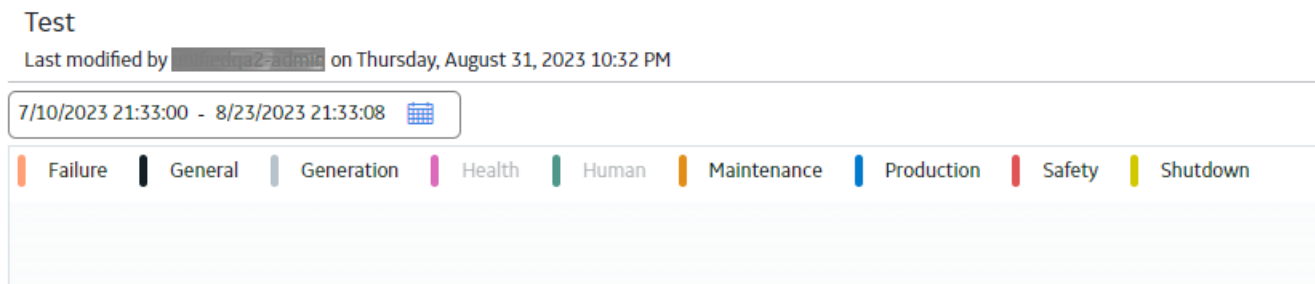 Test
Last modified by on Thursday, August 31, 2023 10:32 PM
7/10/2023 21:33:00 - 8/23/2023 21:33:08
Failure General Generation Health Human Maintenance Production Safety Shutdown